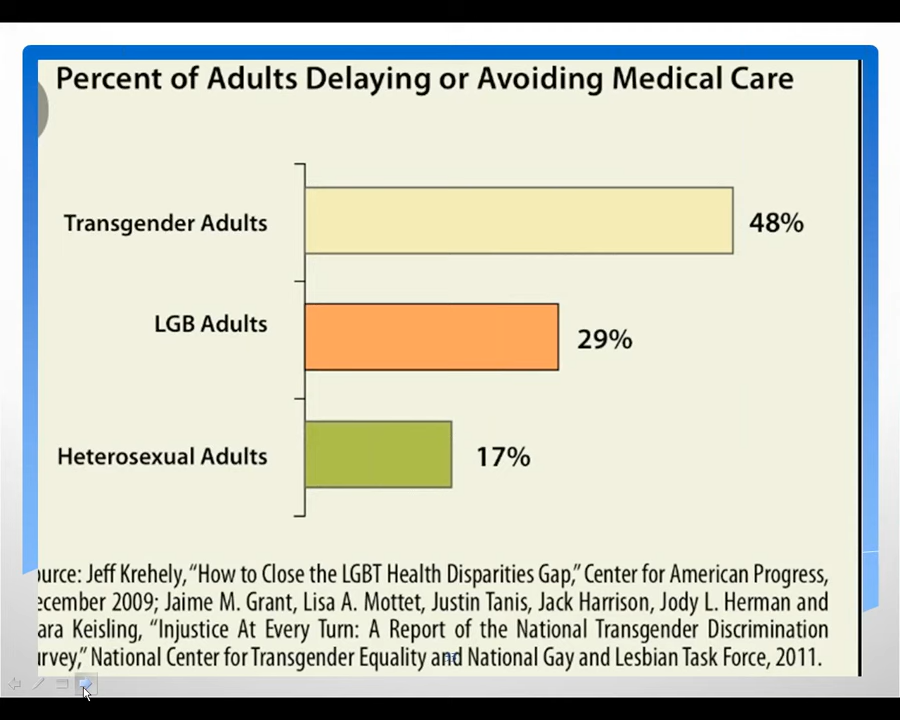 Percent of Adults Delaying or Avoiding Medical Care
Transgender Adults
48%
LGB Adults
29%
Heterosexual Adults
17%
ource: Jeff Krehely, “How to Close the LGBT Health Disparities Gap,” Center for American Progress,
ecember 2009; Jaime M. Grant, Lisa A. Mottet, Justin Tanis, Jack Harrison, Jody L. Herman and
ara Keisling, “Injustice At Every Turn: A Report of the National Transgender Discrimination
urvey,” National Center for Transgender Equality and National Gay and Lesbian Task Force, 2011.